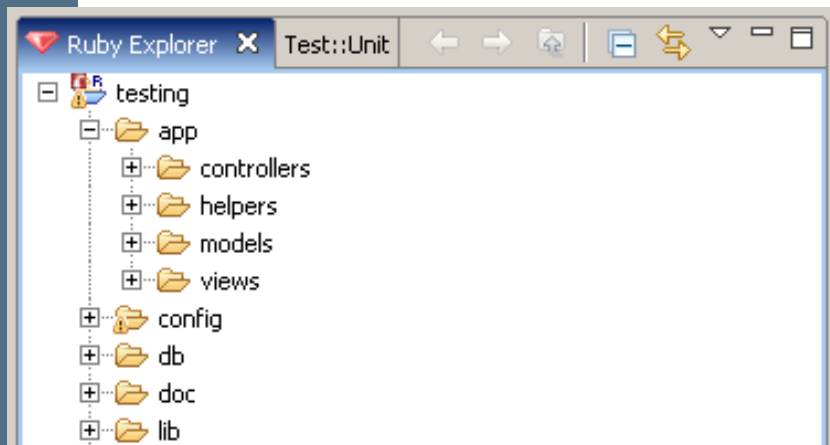 Ruby Explorer Test::Unit
testing
app
controllers
helpers
models
views
config
db
doc
lib